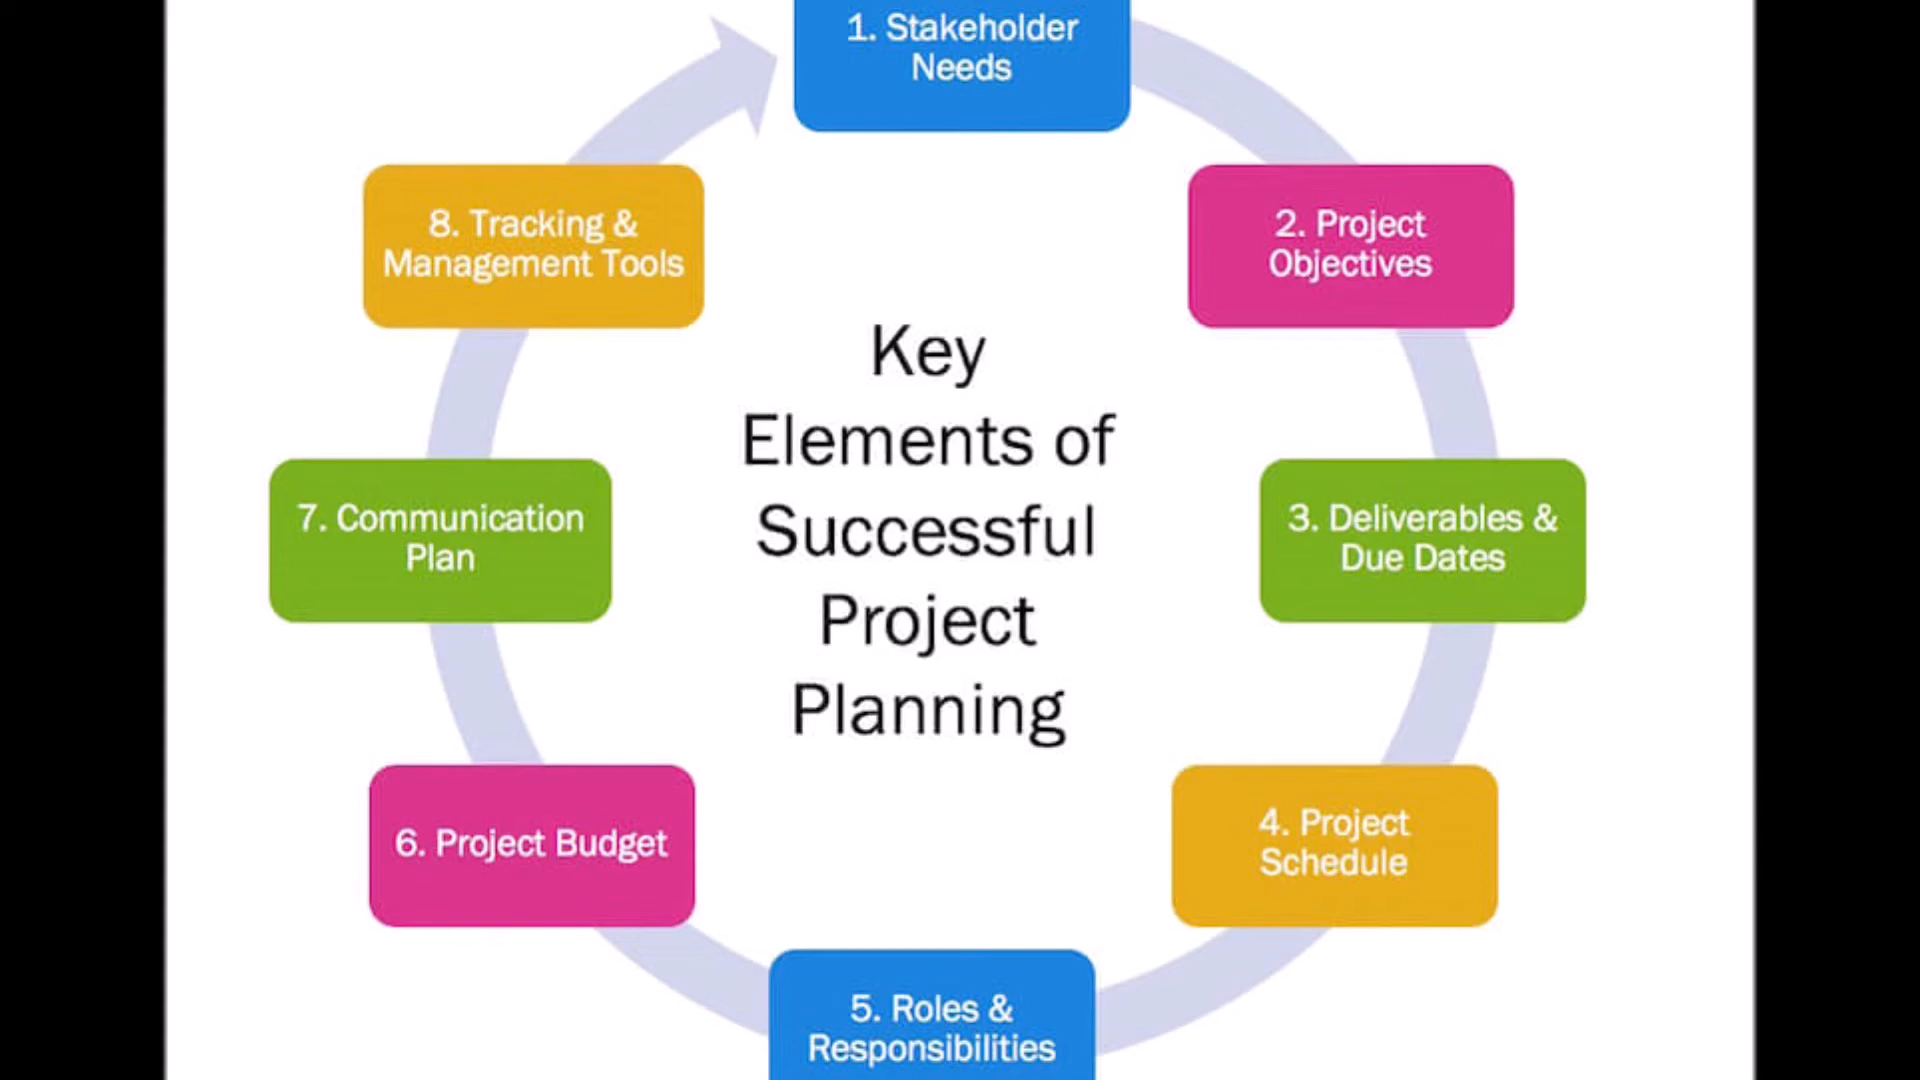 1. Stakeholder
Needs
2. Project
Objectives
3. Deliverables &
Due Dates
4. Project
Schedule
5. Roles &
Responsibilities
6. Project Budget
7. Communication
Plan
8. Tracking &
Management Tools
Key
Elements of
Successful
Project
Planning